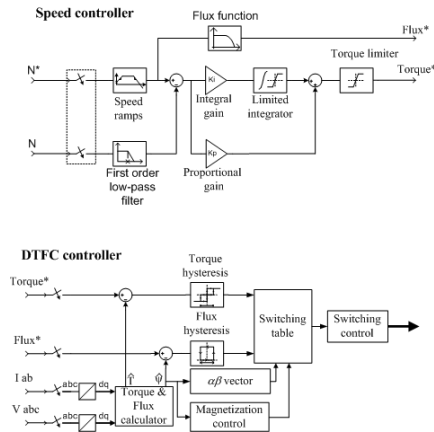 Speed controller
Flux function
Flux*
Torque limiter
N*
Ki
Torque*
Speed
ramps
Integral
gain
Limited
integrator
N
Kp
First order
low-pass
filter
Proportional
gain
DTFC controller
Torque
hysteresis
Torque*
Flux
hysteresis
Switching
table
Switching
control
Flux*
I ab
abc
dq
T̂
ψ̂
αβ vector
Torque &
Flux
calculator
V abc
abc
dq
Magnetization
control